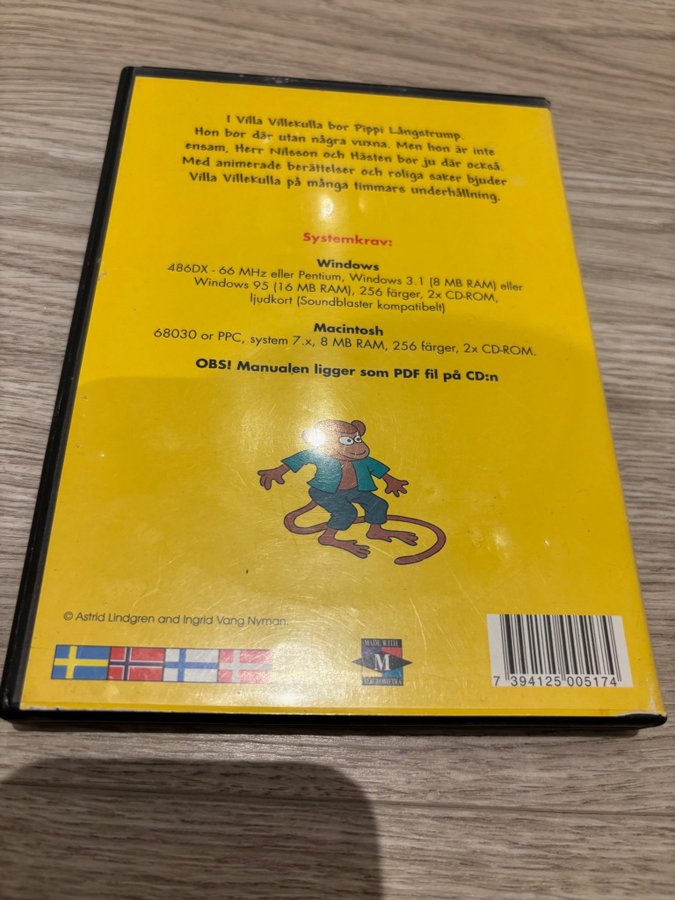 I Villa Villekulla bor Pippi Långstrump.
Hon bor där utan några vuxna. Men hon är inte
ensam, Herr Nilsson och Hästen bor ju där också.
Med animerade berättelser och roliga saker bjuder
Villa Villekulla på många timmars underhållning.
Systemkrav:
Windows
486DX - 66 MHz eller Pentium, Windows 3.1 (8 MB RAM) eller
Windows 95 (16 MB RAM), 256 färger, 2x CD-ROM,
ljudkort (Soundblaster kompatibelt)
Macintosh
68030 or PPC, system 7.x, 8 MB RAM, 256 färger, 2x CD-ROM.
OBS! Manualen ligger som PDF fil på CD:n
© Astrid Lindgren and Ingrid Vang Nyman.
MADE WITH
M
MACROMEDIA
7 394125 005174